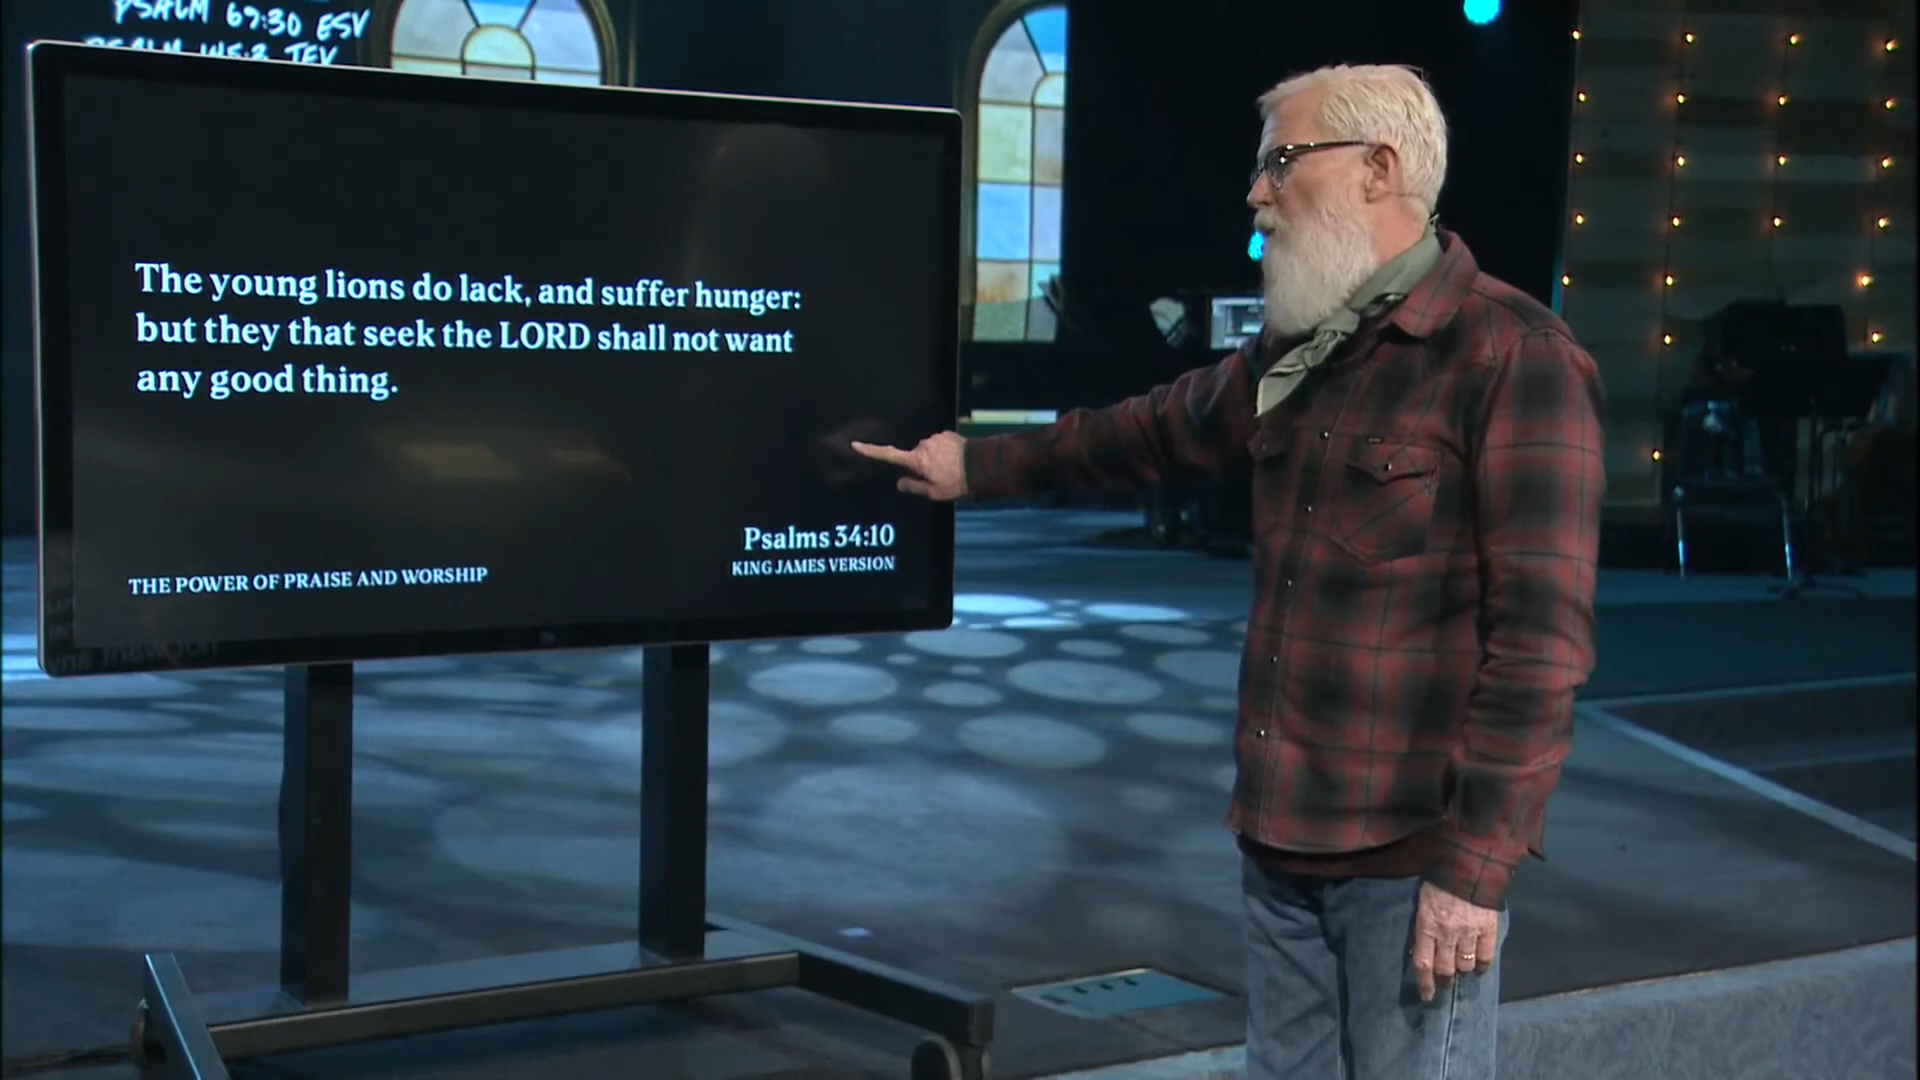 PSALM 69:30 ESV
The young lions do lack, and suffer hunger:
but they that seek the LORD shall not want
any good thing.
Psalms 34:10
KING JAMES VERSION
THE POWER OF PRAISE AND WORSHIP